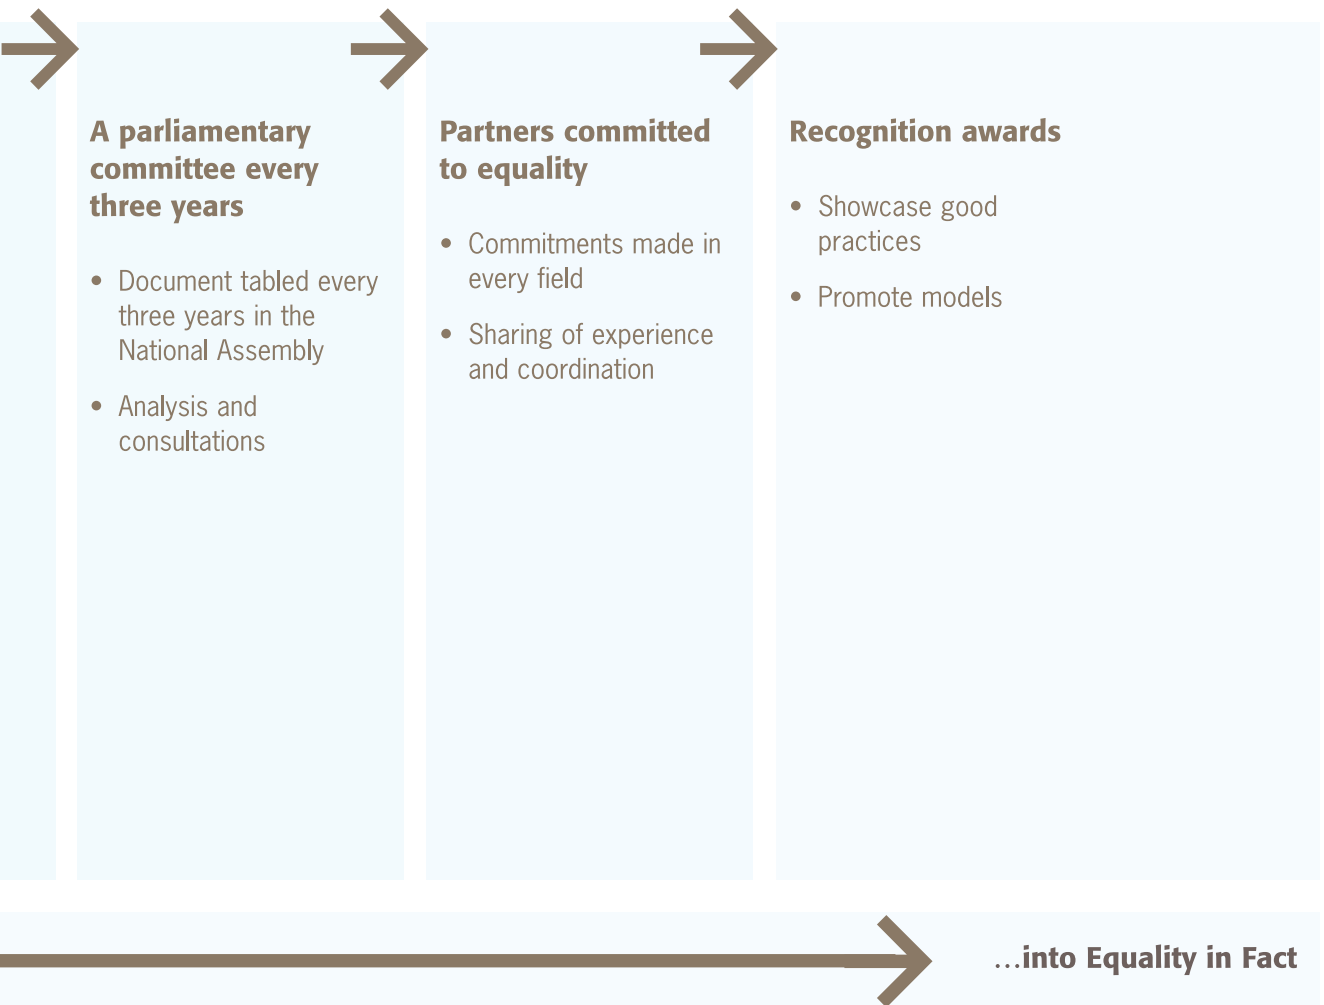 A parliamentary
committee every
three years
• Document tabled every
three years in the
National Assembly
• Analysis and
consultations
Partners committed
to equality
• Commitments made in
every field
• Sharing of experience
and coordination
Recognition awards
• Showcase good
practices
• Promote models
…into Equality in Fact